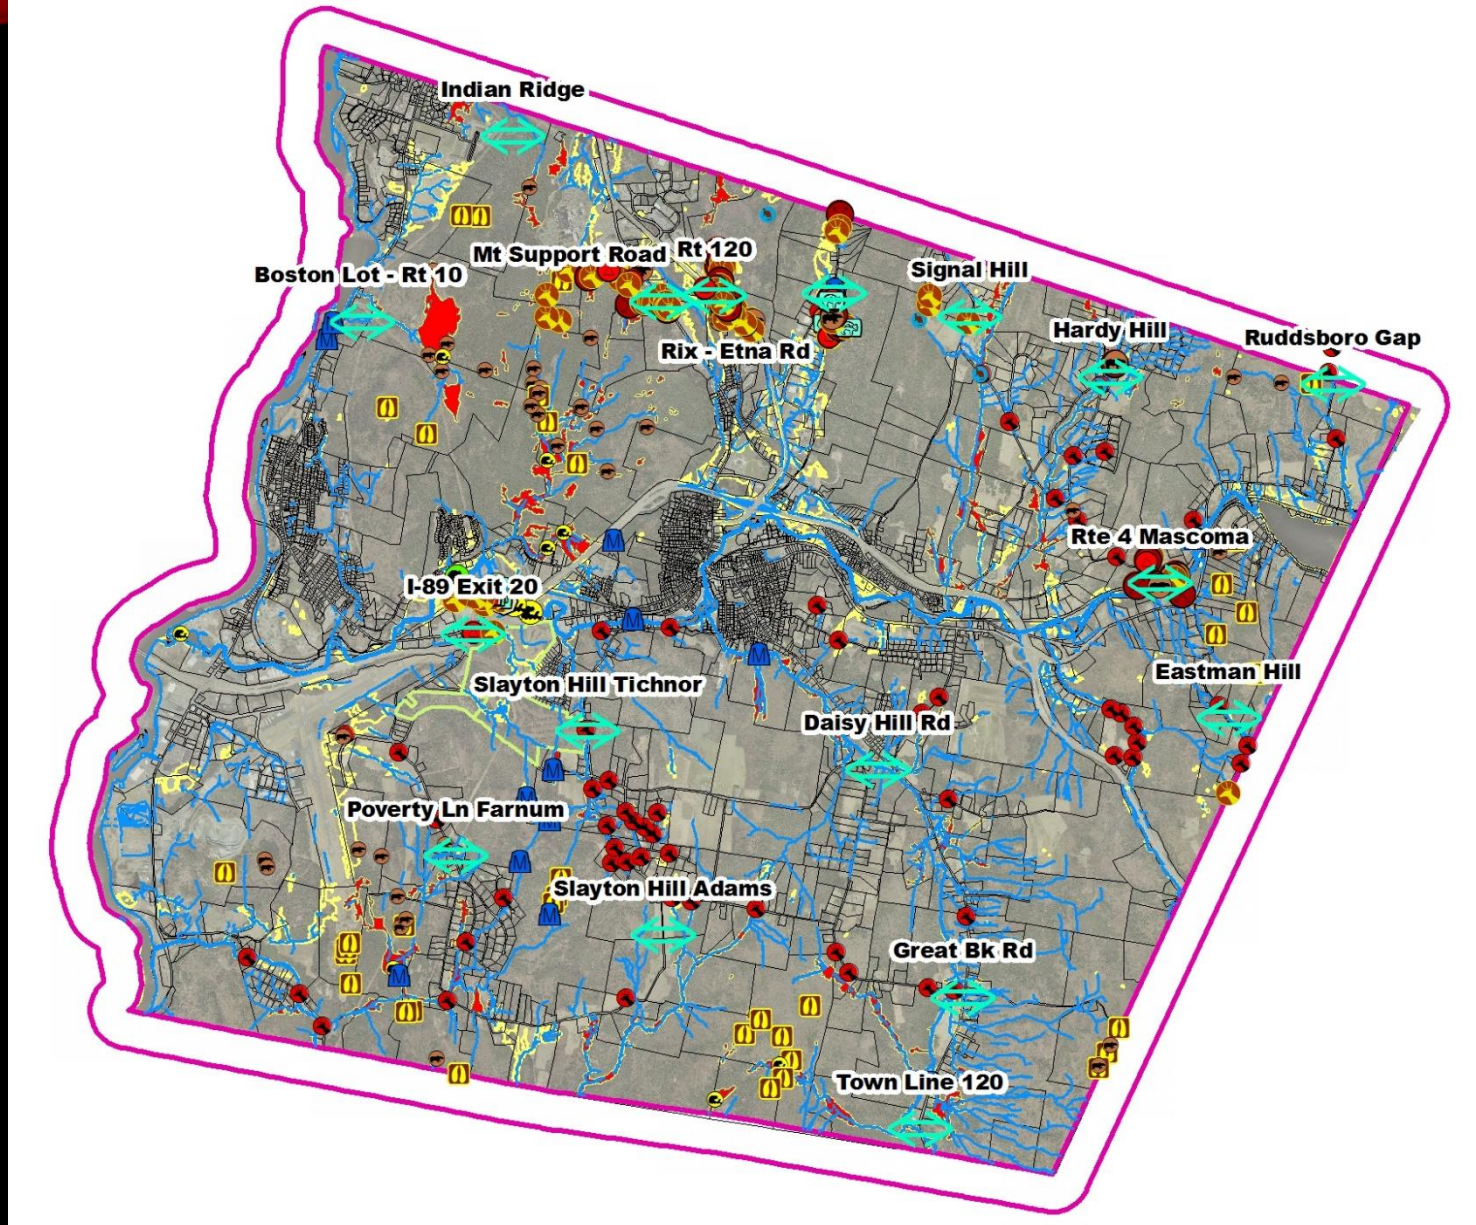 Indian Ridge
Mt Support Road
Rt 120
Boston Lot - Rt 10
Signal Hill
Hardy Hill
Ruddsboro Gap
Rix - Etna Rd
Rte 4 Mascoma
I-89 Exit 20
Eastman Hill
Slayton Hill Tichnor
Daisy Hill Rd
Poverty Ln Farnum
Slayton Hill Adams
Great Bk Rd
Town Line 120
M
M
M
M
M
M
M
M
M
M